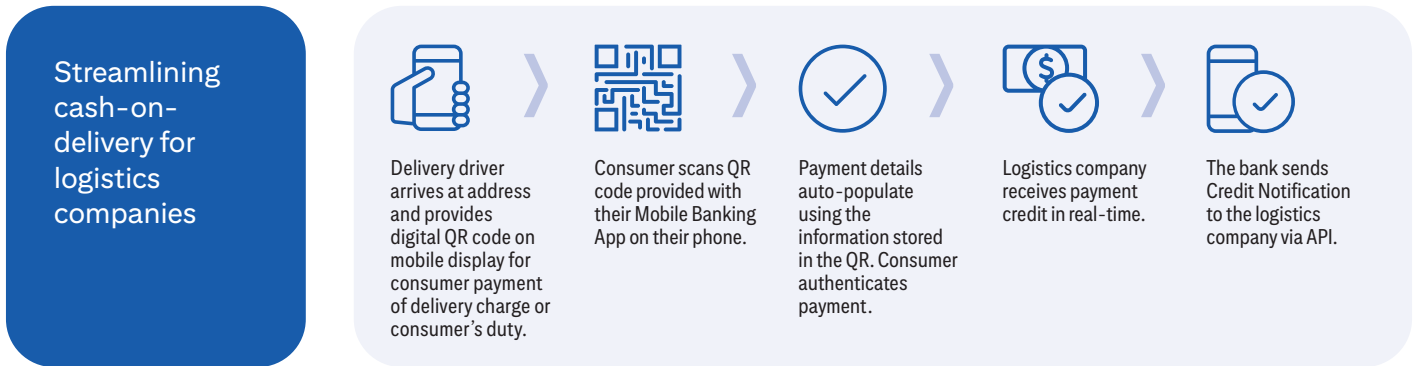 Streamlining
cash-on-
delivery for
logistics
companies
Delivery driver
arrives at address
and provides
digital QR code on
mobile display for
consumer payment
of delivery charge or
consumer’s duty.
Consumer scans QR
code provided with
their Mobile Banking
App on their phone.
Payment details
auto-populate
using the
information stored
in the QR. Consumer
authenticates
payment.
$
Logistics company
receives payment
credit in real-time.
The bank sends
Credit Notification
to the logistics
company via API.